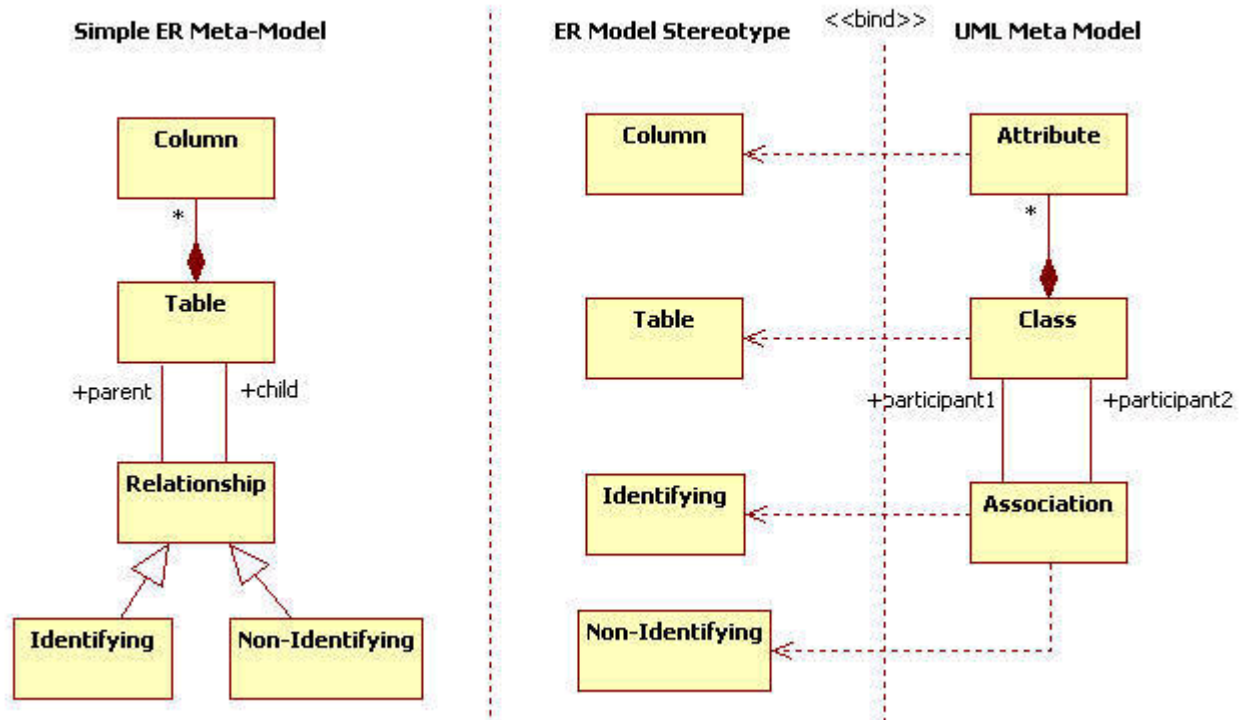 Simple ER Meta-Model
ER Model Stereotype
<<bind>>
UML Meta Model
Column
Column
Attribute
*
*
Table
Table
Class
+parent
+child
+participant1
+participant2
Relationship
Identifying
Association
Identifying
Non-Identifying
Non-Identifying